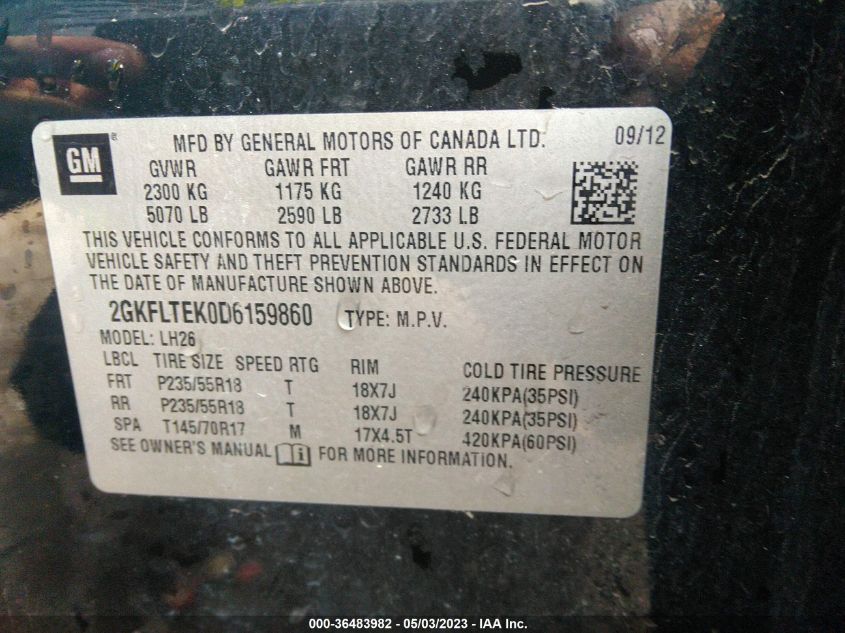 GM
®
MFD BY GENERAL MOTORS OF CANADA LTD. 09/12
GVWR GAWR FRT GAWR RR
2300 KG 1175 KG 1240 KG
5070 LB 2590 LB 2733 LB
THIS VEHICLE CONFORMS TO ALL APPLICABLE U.S. FEDERAL MOTOR
VEHICLE SAFETY AND THEFT PREVENTION STANDARDS IN EFFECT ON
THE DATE OF MANUFACTURE SHOWN ABOVE.
2GKFLTEK0D6159860 TYPE: M.P.V.
MODEL: LH26
LBCL TIRE SIZE SPEED RTG RIM COLD TIRE PRESSURE
FRT P235/55R18 T 18X7J 240KPA(35PSI)
RR P235/55R18 T 18X7J 240KPA(35PSI)
SPA T145/70R17 M 17X4.5T 420KPA(60PSI)
SEE OWNER'S MANUAL FOR MORE INFORMATION.
000-36483982 - 05/03/2023 - IAA Inc.